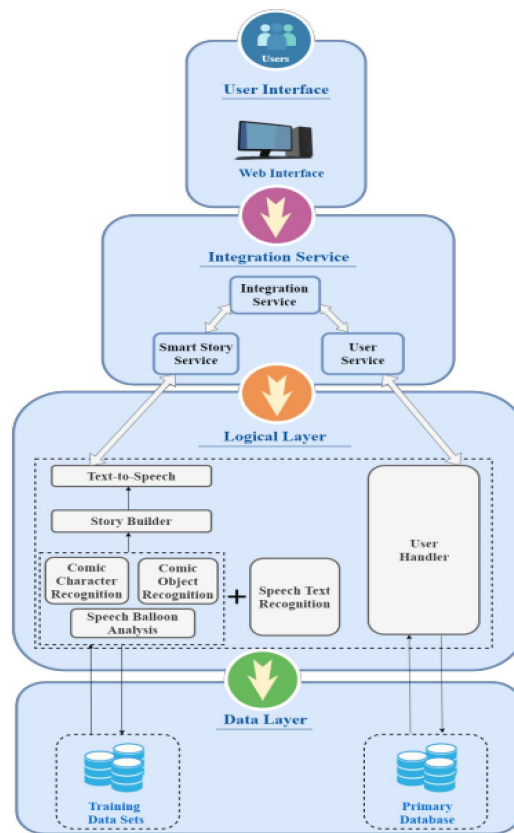 Users
User Interface
Web Interface
Integration Service
Integration
Service
Smart Story
Service
User
Service
Logical Layer
Text-to-Speech
Story Builder
Comic
Character
Recognition
Comic
Object
Recognition
Speech Balloon
Analysis
+
Speech Text
Recognition
User
Handler
Data Layer
Training
Data Sets
Primary
Database